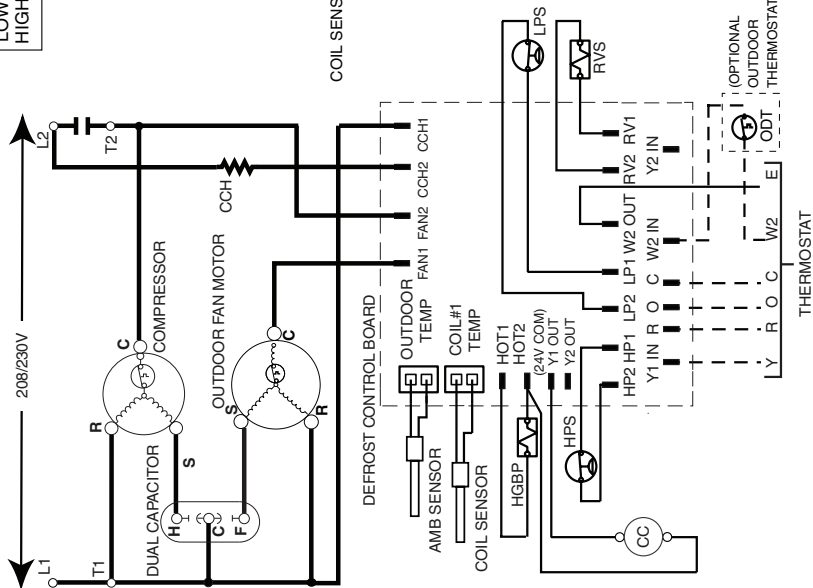 LOW
HIGH
208/230V
L1
L2
T1
T2
COIL SENS
COMPRESSOR
R
C
S
DUAL CAPACITOR
H
C
F
OUTDOOR FAN MOTOR
S
C
R
CCH
DEFROST CONTROL BOARD
FAN1
FAN2
CCH2
CCH1
OUTDOOR
TEMP
COIL#1
TEMP
AMB SENSOR
COIL SENSOR
HOT1
HOT2
(24V COM)
Y1 OUT
Y2 OUT
HGBP
HPS
CC
LPS
RVS
HP2
HP1
LP2
LP1
W2 OUT
RV2
RV1
Y1 IN
R
O
C
W2 IN
Y2 IN
(OPTIONAL
OUTDOOR
THERMOSTAT
ODT
Y
R
O
C
W2
E
THERMOSTAT